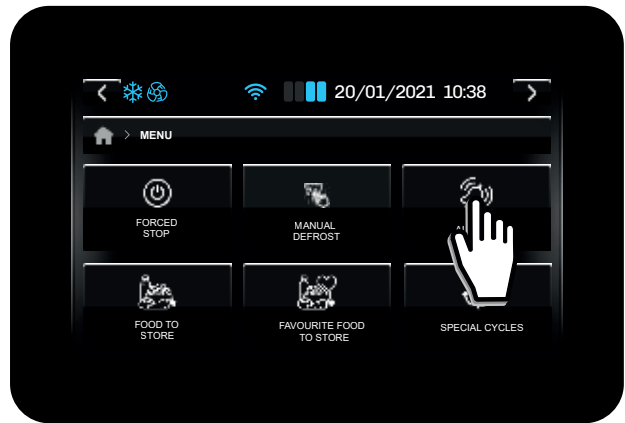 20/01/2021 10:38
> MENU
FORCED
STOP
MANUAL
DEFROST
FOOD TO
STORE
FAVOURITE FOOD
TO STORE
SPECIAL CYCLES